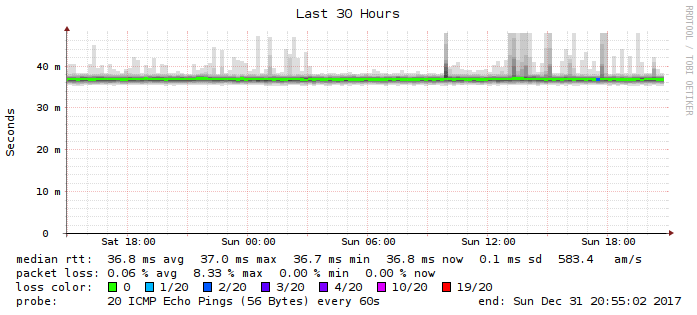 Last 30 Hours
RRDTOOL / TOBI OETIKER
Seconds
40 m
30 m
20 m
10 m
0
Sat 18:00 Sun 00:00 Sun 06:00 Sun 12:00 Sun 18:00
median rtt: 36.8 ms avg 37.0 ms max 36.7 ms min 36.8 ms now 0.1 ms sd 583.4 am/s
packet loss: 0.06 % avg 8.33 % max 0.00 % min 0.00 % now
loss color: 0 1/20 2/20 3/20 4/20 10/20 19/20
probe: 20 ICMP Echo Pings (56 Bytes) every 60s end: Sun Dec 31 20:55:02 2017